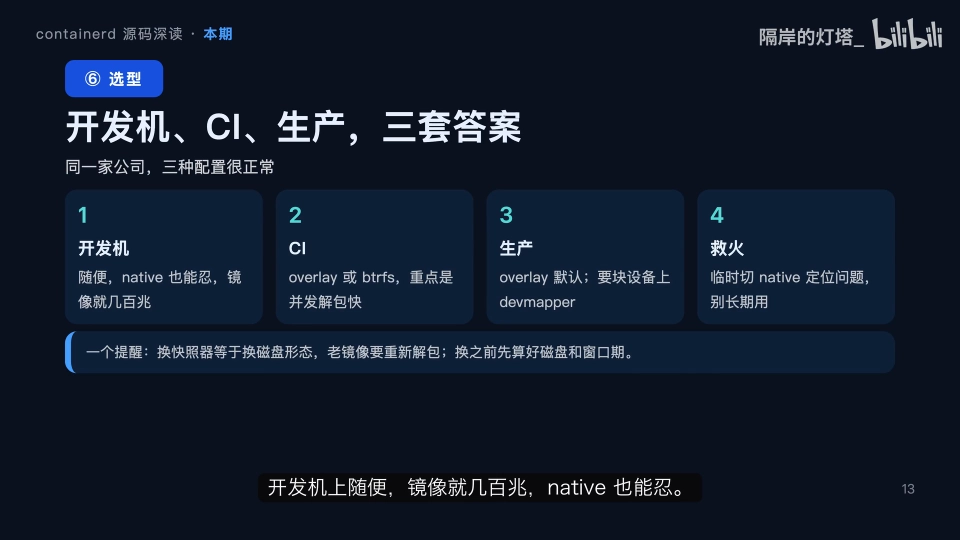 containerd 源码深读 · 本期
隔岸的灯塔_ bilibili
⑥ 选型
开发机、CI、生产，三套答案
同一家公司，三种配置很正常
1
开发机
随便，native 也能忍，镜
像就几百兆
2
CI
overlay 或 btrfs，重点是
并发解包快
3
生产
overlay 默认；要块设备上
devmapper
4
救火
临时切 native 定位问题，
别长期用
一个提醒：换快照器等于换磁盘形态，老镜像要重新解包；换之前先算好磁盘和窗口期。
开发机上随便，镜像就几百兆，native 也能忍。
13